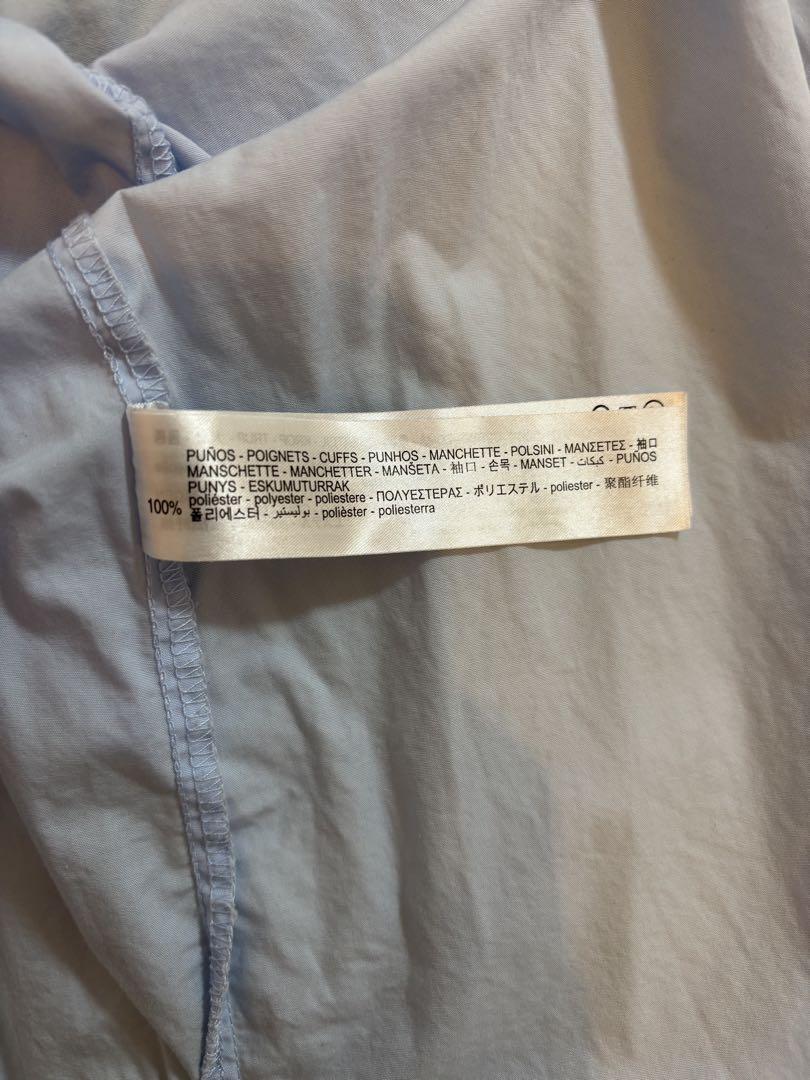 PUÑOS - POIGNETS - CUFFS - PUNHOS - MANCHETTE - POLSINI - ΜΑΝΣΕΤΕΣ - 袖口
MANSCHETTE - MANCHETTER - MANŠETA - 袖口 - 손목 - MANSET - كبكات - PUÑOS
PUNYS - ESKUMUTURRAK
poliéster - polyester - poliestere - ΠΟΛΥΕΣΤΕΡΑΣ - ポリエステル - poliester - 聚酯纤维
100% 폴리에스터 - بوليستير - polièster - poliesterra